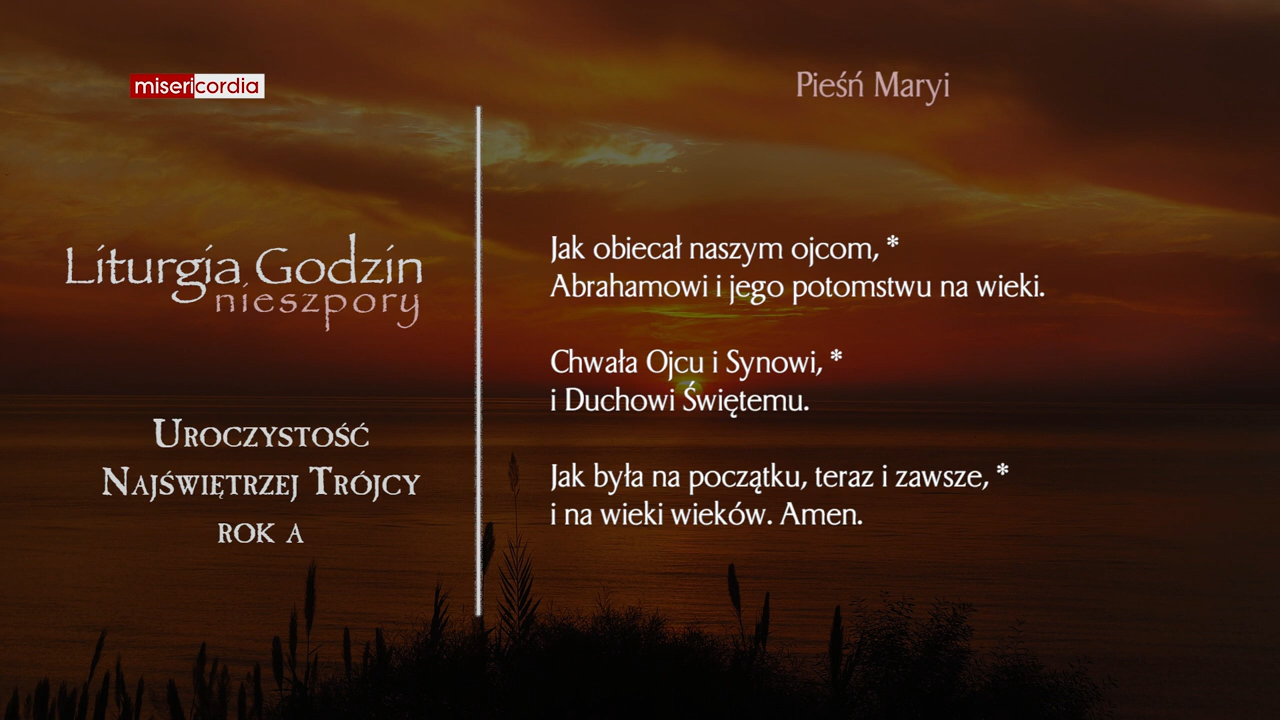 misericordia
Liturgia Godzin
nieszpory
Uroczystość
Najświętrzej Trójcy
rok a
Pieśń Maryi
Jak obiecał naszym ojcom, *
Abrahamowi i jego potomstwu na wieki.
Chwała Ojcu i Synowi, *
i Duchowi Świętemu.
Jak była na początku, teraz i zawsze, *
i na wieki wieków. Amen.